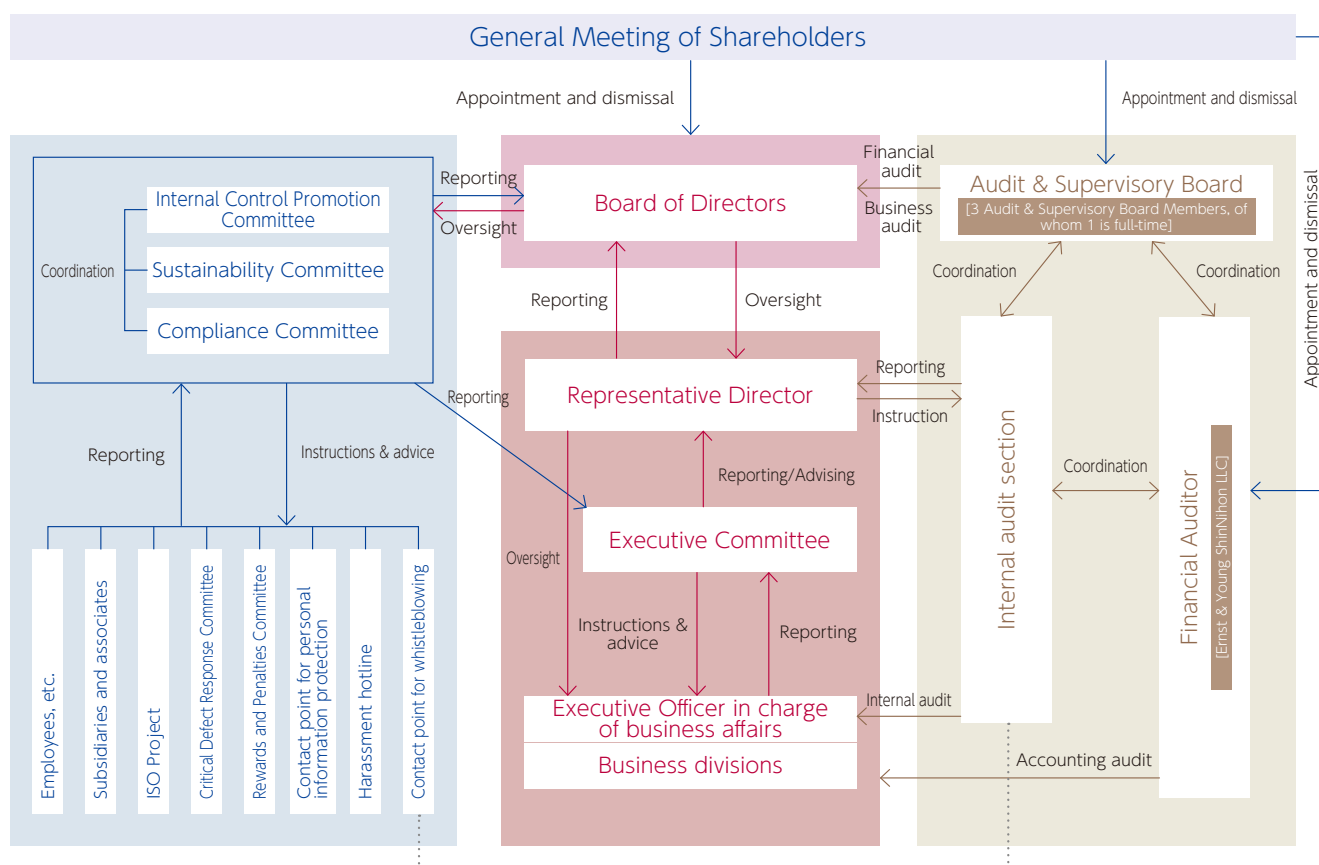 General Meeting of Shareholders
Appointment and dismissal
Appointment and dismissal
Appointment and dismissal
Internal Control Promotion
Committee
Coordination
Sustainability Committee
Compliance Committee
Reporting
Oversight
Board of Directors
Financial
audit
Business
audit
Audit & Supervisory Board
[3 Audit & Supervisory Board Members, of
whom 1 is full-time]
Coordination
Coordination
Reporting
Oversight
Reporting
Representative Director
Reporting
Instruction
Reporting
Instructions & advice
Reporting/Advising
Executive Committee
Oversight
Instructions &
advice
Reporting
Internal audit section
Coordination
Financial Auditor
[Ernst & Young ShinNihon LLC]
Employees, etc.
Subsidiaries and associates
ISO Project
Critical Defect Response Committee
Rewards and Penalties Committee
Contact point for personal
information protection
Harassment hotline
Contact point for whistleblowing
Executive Officer in charge
of business affairs
Business divisions
Internal audit
Accounting audit